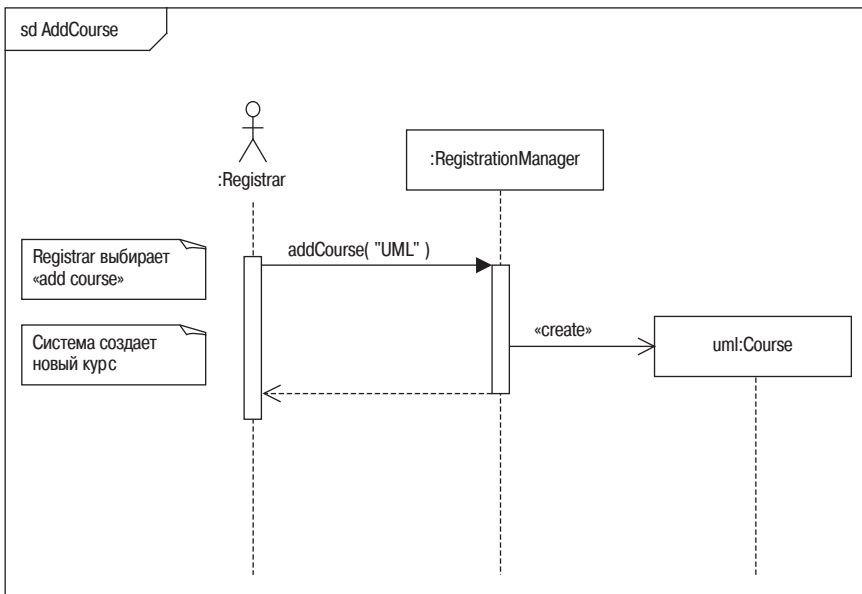 sd AddCourse
:Registrar
:RegistrationManager
Registrar выбирает
«add course»
addCourse( "UML" )
Система создает
новый курс
«create»
uml:Course